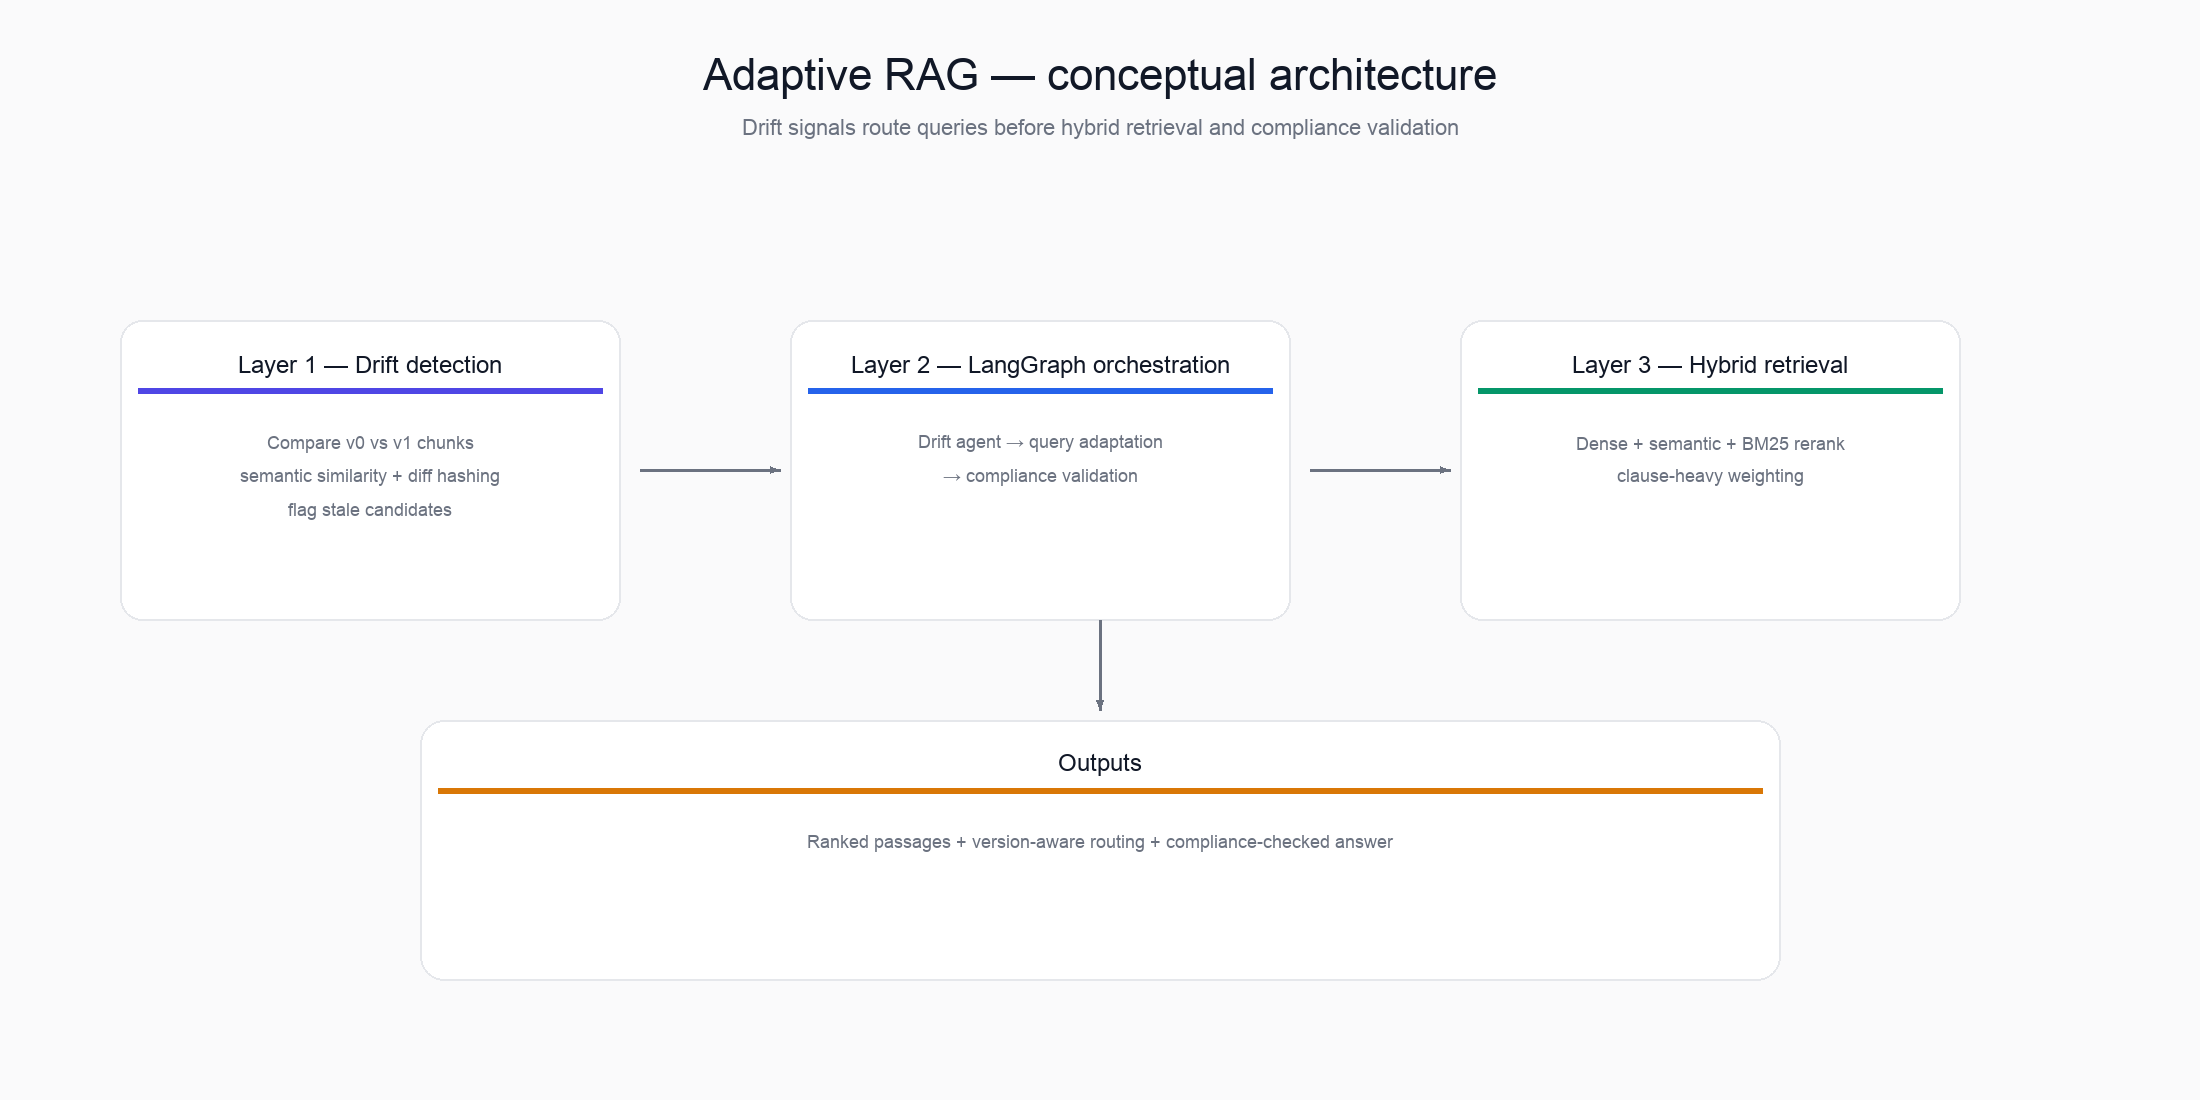 Adaptive RAG — conceptual architecture
Drift signals route queries before hybrid retrieval and compliance validation
Layer 1 — Drift detection
Compare v0 vs v1 chunks
semantic similarity + diff hashing
flag stale candidates
Layer 2 — LangGraph orchestration
Drift agent → query adaptation
→ compliance validation
Layer 3 — Hybrid retrieval
Dense + semantic + BM25 rerank
clause-heavy weighting
Outputs
Ranked passages + version-aware routing + compliance-checked answer